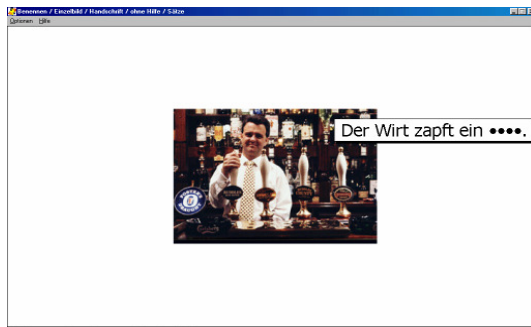 Benennen / Einzelbild / Handschrift / ohne Hilfe / Sätze
Optionen Hilfe
Der Wirt zapft ein ••••.